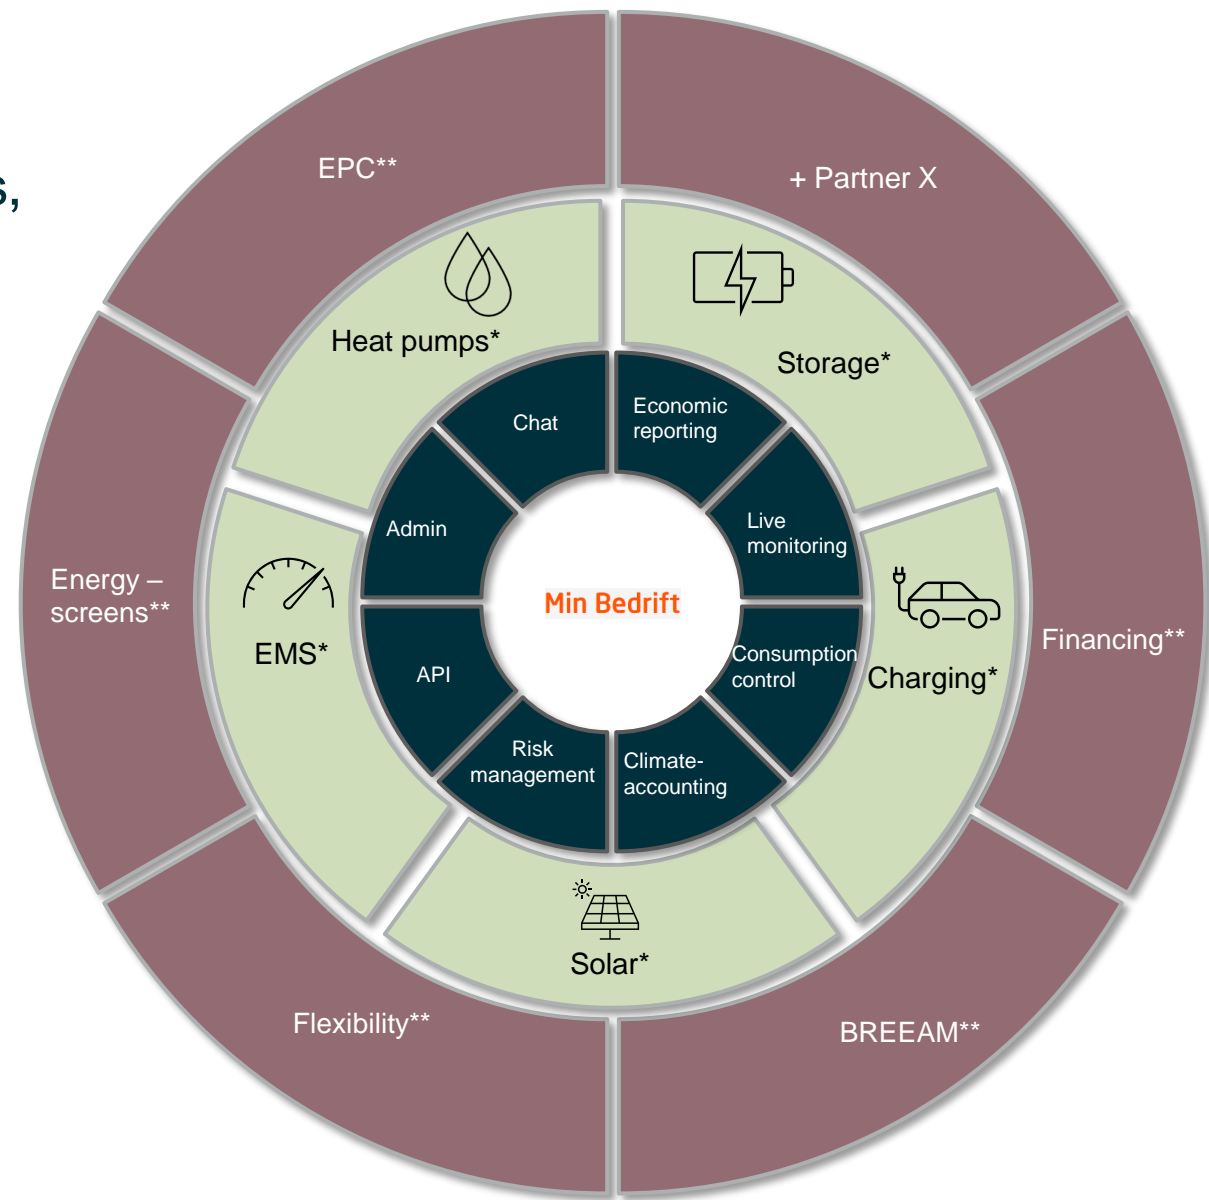 s,
EPC**
+ Partner X
Heat pumps*
Storage*
Chat
Economic
reporting
Admin
Live
monitoring
Energy –
screens**
Min Bedrift
EMS*
Charging*
Financing**
API
Consumption
control
Risk
management
Climate-
accounting
Solar*
Flexibility**
BREEAM**